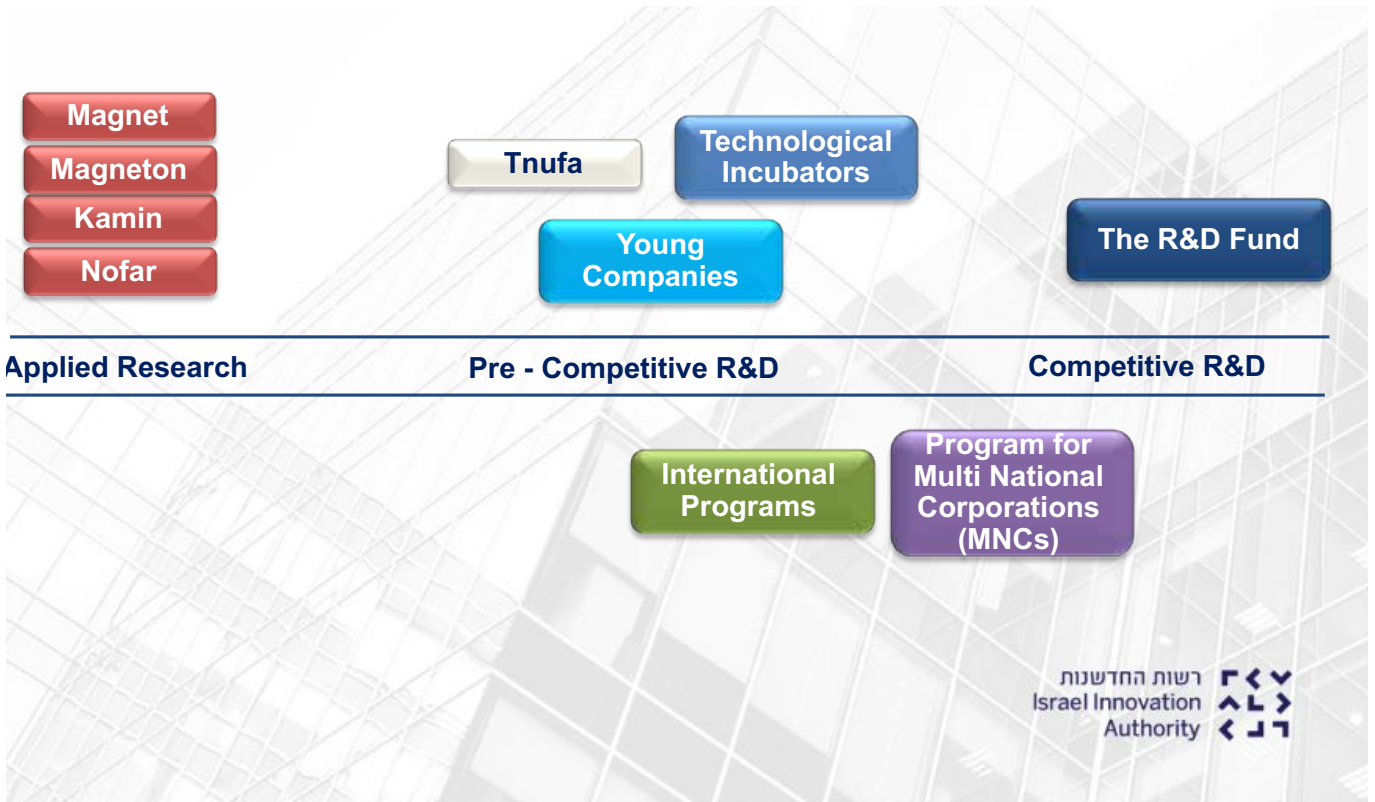 Magnet
Magneton
Kamin
Nofar
Tnufa
Technological
Incubators
Young
Companies
The R&D Fund
Applied Research
Pre - Competitive R&D
Competitive R&D
International
Programs
Program for
Multi National
Corporations
(MNCs)
רשות החדשנות
Israel Innovation
Authority